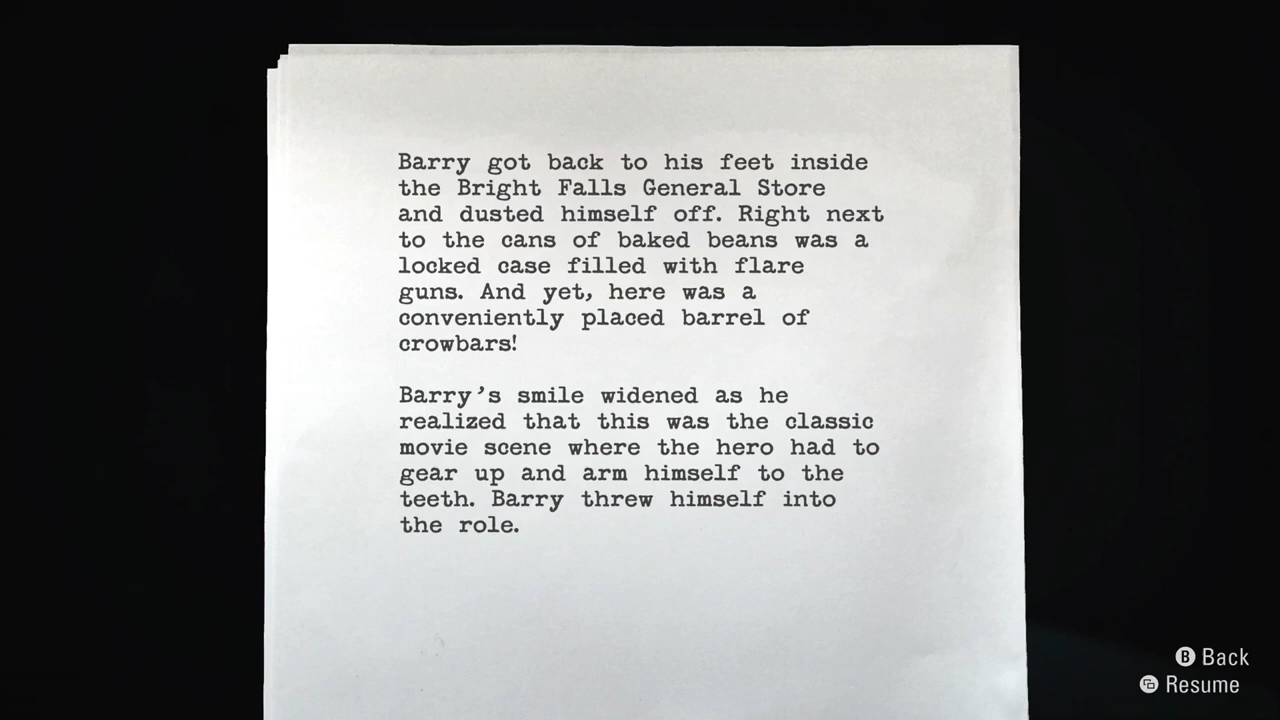 Barry got back to his feet inside
the Bright Falls General Store
and dusted himself off. Right next
to the cans of baked beans was a
locked case filled with flare
guns. And yet, here was a
conveniently placed barrel of
crowbars!
Barry's smile widened as he
realized that this was the classic
movie scene where the hero had to
gear up and arm himself to the
teeth. Barry threw himself into
the role.
B Back
Resume